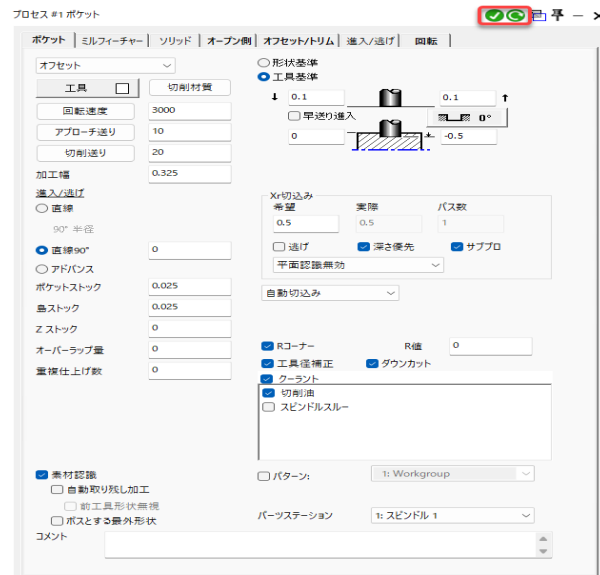 プロセス #1 ポケット
ポケット ミルフィーチャー ソリッド オープン側 オフセット/トリム 進入/逃げ 回転
オフセット
工具 切削材質
回転速度 3000
アプローチ送り 10
切削送り 20
加工幅 0.325
進入/逃げ
直線
90° 半径
直線90° 0
アドバンス
ポケットストック 0.025
島ストック 0.025
Z ストック 0
オーバーラップ量 0
重複仕上げ数 0
素材認識
自動取り残し加工
前工具形状無視
ボスとする最外形状
コメント
形状基準
工具基準
0.1 0.1
早送り進入 0°
0 -0.5
Xr切込み
希望 実際 パス数
0.5 0.5 1
逃げ 深さ優先 サブプロ
平面認識無効
自動切込み
Rコーナー R値 0
工具径補正 ダウンカット
クーラント
切削油
スピンドルスルー
パターン: 1: Workgroup
パーツステーション 1: スピンドル 1